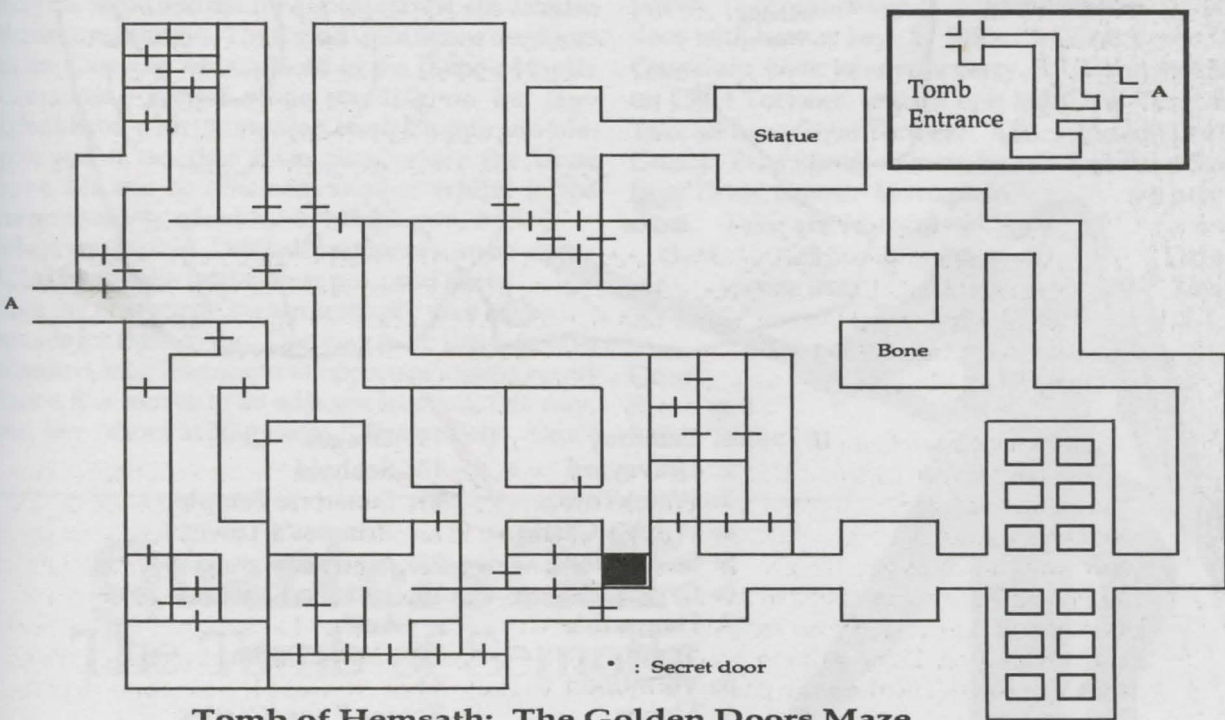 Tomb
Entrance
A
Statue
A
Bone
* : Secret door
Tomb of Hemsath: The Golden Doors Maze